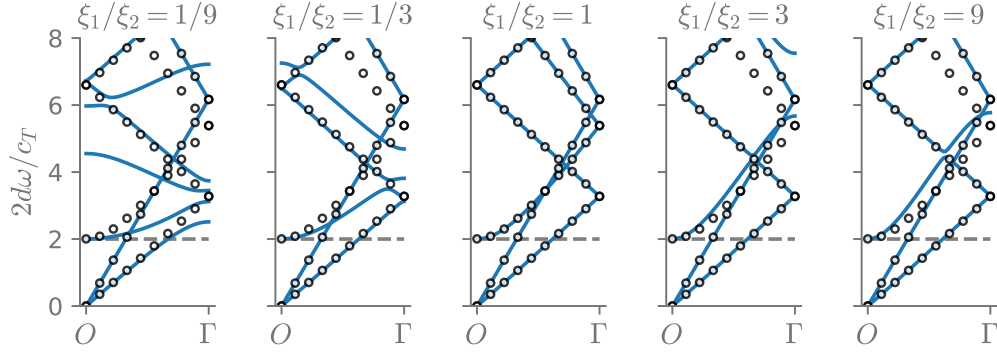 ξ₁/ξ₂ = 1/9 ξ₁/ξ₂ = 1/3 ξ₁/ξ₂ = 1 ξ₁/ξ₂ = 3 ξ₁/ξ₂ = 9
8
6
4
2
0
2dω/c_T
O Γ O Γ O Γ O Γ O Γ